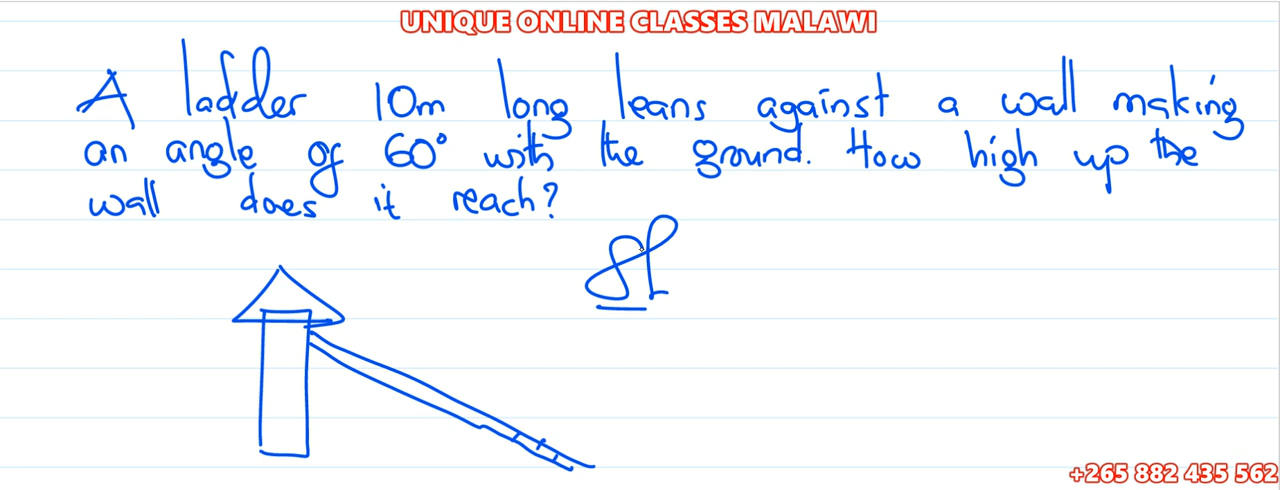 UNIQUE ONLINE CLASSES MALAWI
A ladder 10m long leans against a wall making
an angle of 60° with the ground. How high up the
wall does it reach?
+265 882 435 562